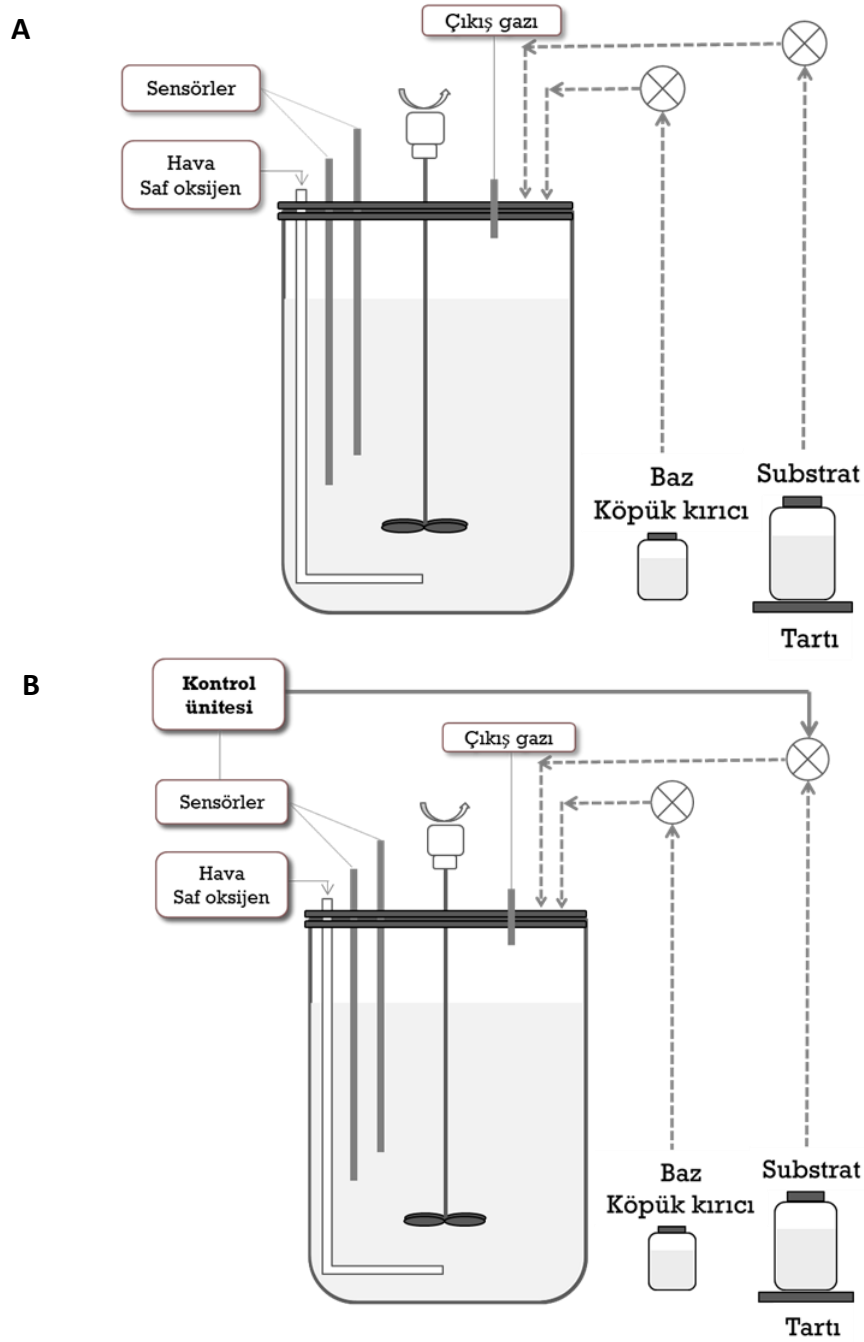 A
Çıkış gazı
Sensörler
Hava
Saf oksijen
Baz
Köpük kırıcı
Substrat
Tartı
B
Kontrol
ünitesi
Çıkış gazı
Sensörler
Hava
Saf oksijen
Baz
Köpük kırıcı
Substrat
Tartı